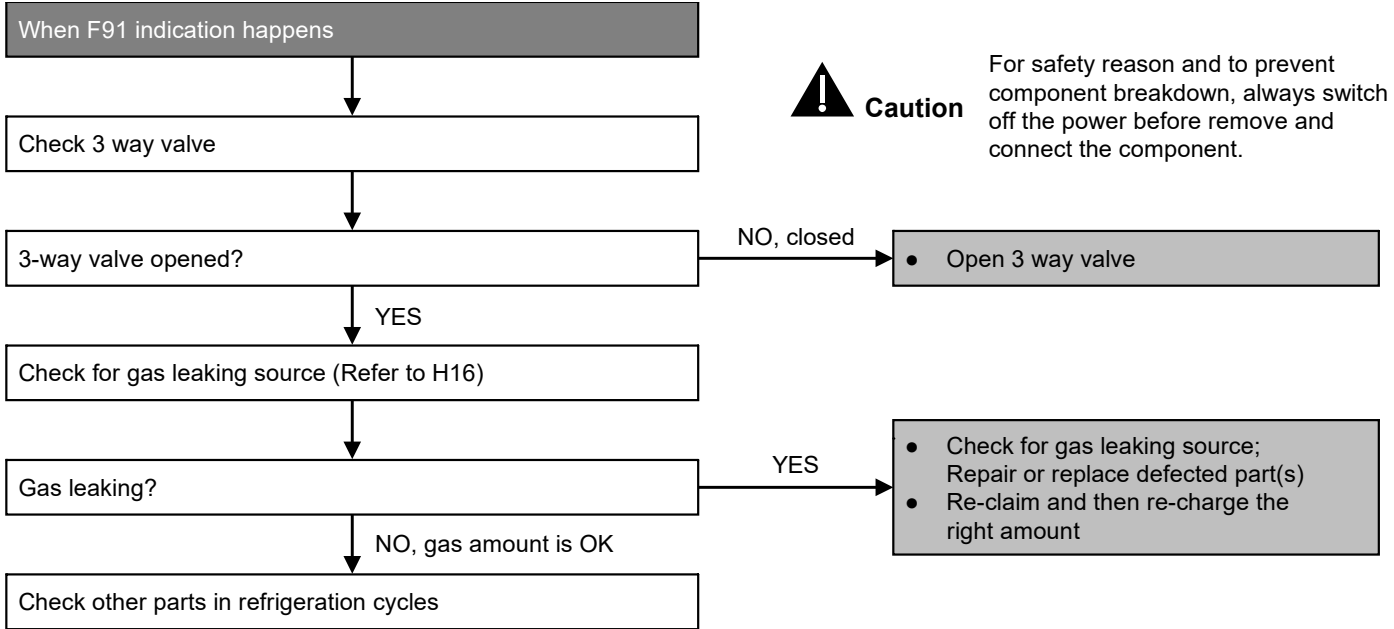 When F91 indication happens
Caution
For safety reason and to prevent
component breakdown, always switch
off the power before remove and
connect the component.
Check 3 way valve
3-way valve opened?
NO, closed
● Open 3 way valve
YES
Check for gas leaking source (Refer to H16)
Gas leaking?
YES
● Check for gas leaking source;
Repair or replace defected part(s)
● Re-claim and then re-charge the
right amount
NO, gas amount is OK
Check other parts in refrigeration cycles